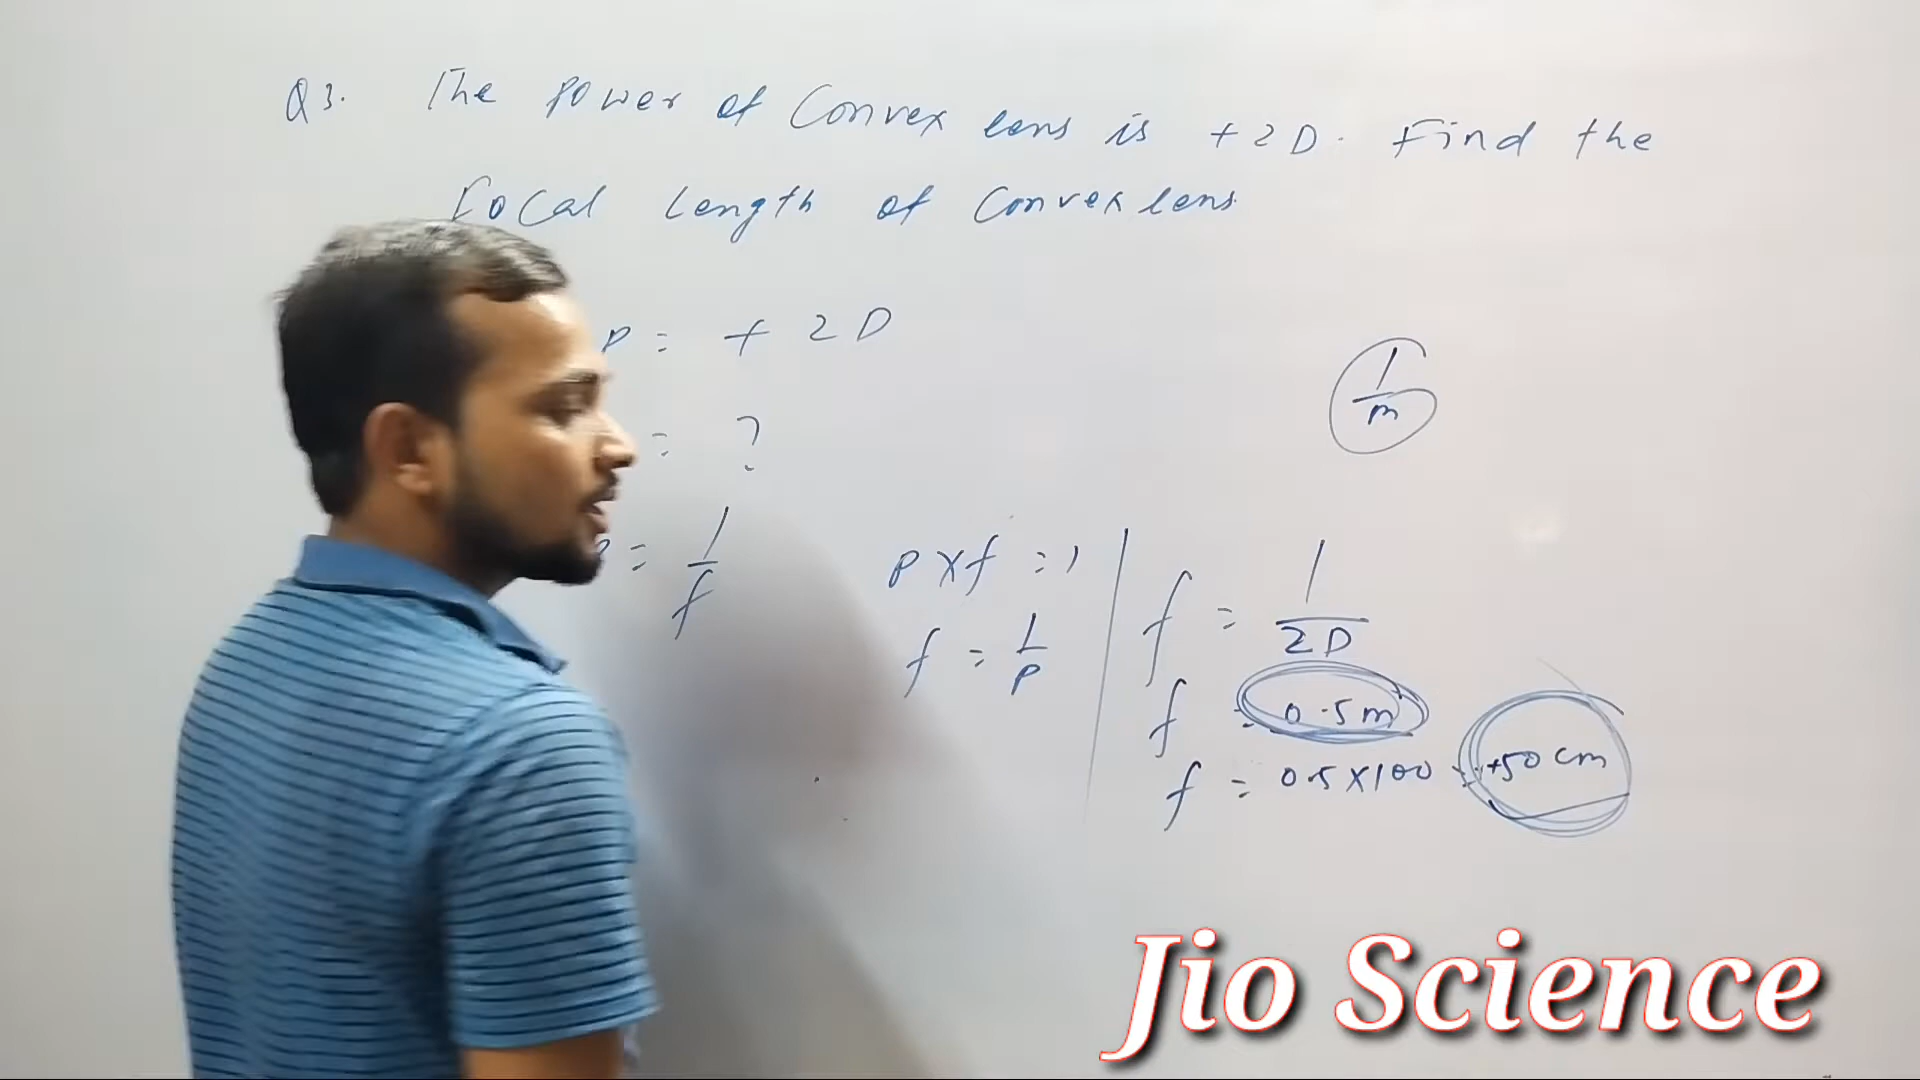 Q3. The Power of Convex lens is +2D. Find the
Focal Length of Convex lens.
P = + 2D
= ?
P = 1/f
P x f = 1
f = 1/P
1/m
f = 1/2D
f = 0.5m
f = 0.5 x 100 = +50 cm
Jio Science